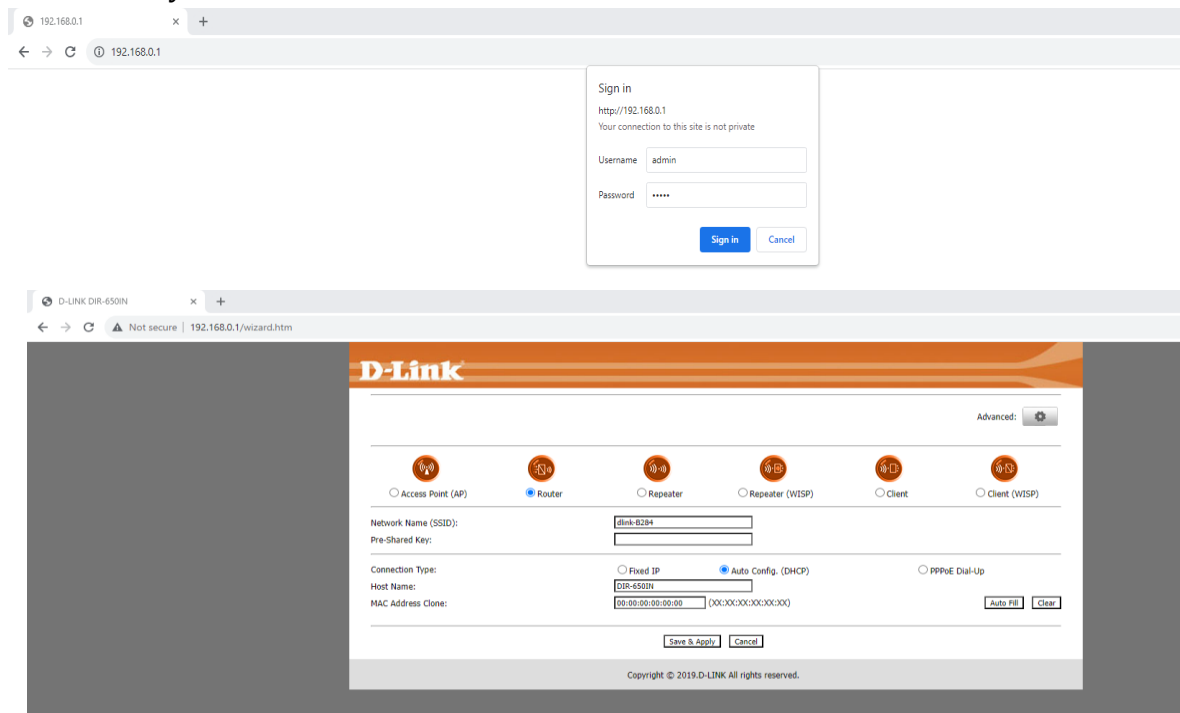 192.168.0.1
192.168.0.1
Sign in
http://192.168.0.1
Your connection to this site is not private
Username admin
Password •••••
Sign in Cancel
D-LINK DIR-650IN
Not secure | 192.168.0.1/wizard.htm
D-Link
Advanced:
Access Point (AP) Router Repeater Repeater (WISP) Client Client (WISP)
Network Name (SSID): dlink-B284
Pre-Shared Key:
Connection Type: Fixed IP Auto Config. (DHCP) PPPoE Dial-Up
Host Name: DIR-650IN
MAC Address Clone: 00:00:00:00:00:00 (XX:XX:XX:XX:XX:XX) Auto Fill Clear
Save & Apply Cancel
Copyright © 2019.D-LINK All rights reserved.